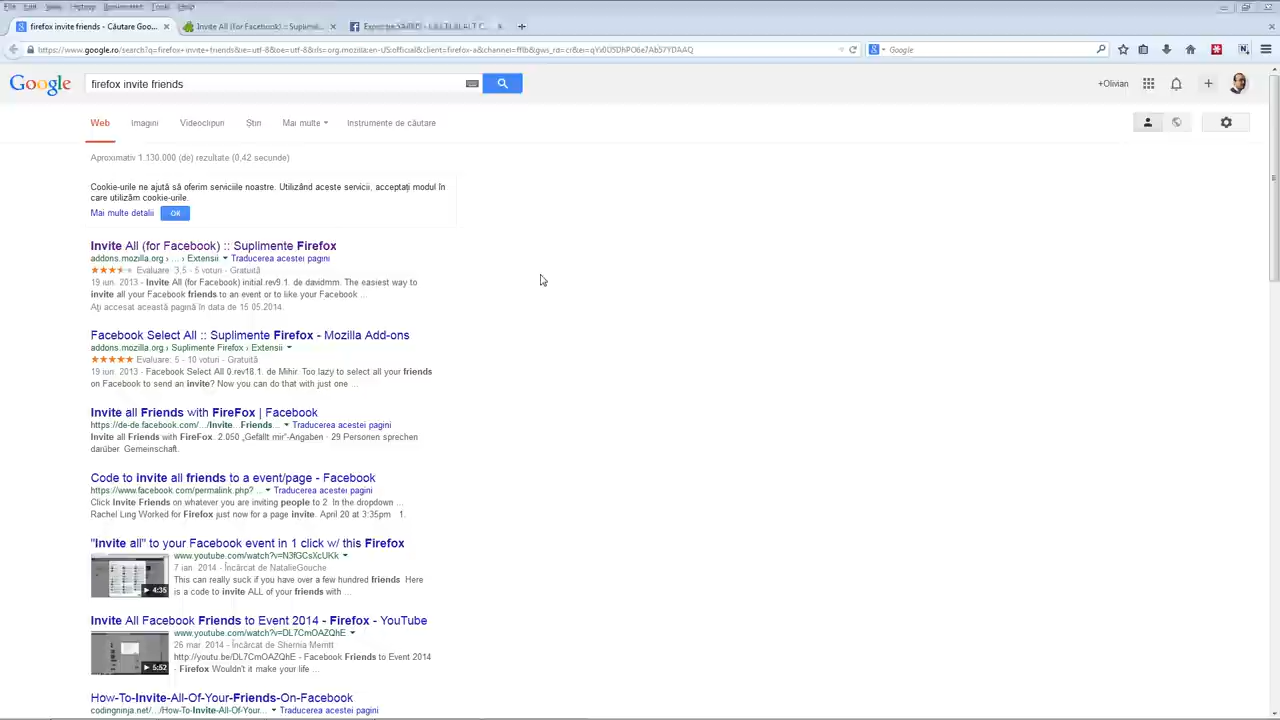 firefox invite friends - Căutare Goo...
Invite All (for Facebook) :: Suplim...
https://www.google.ro/search?q=firefox+invite+friends&ie=utf-8&oe=utf-8
Google
Google
firefox invite friends
+Olivian
Web
Imagini
Videoclipuri
Știri
Mai multe
Instrumente de căutare
Aproximativ 1.130.000 (de) rezultate (0,42 secunde)
Cookie-urile ne ajută să oferim serviciile noastre. Utilizând aceste servicii, acceptați modul în
care utilizăm cookie-urile.
Mai multe detalii
OK
Invite All (for Facebook) :: Suplimente Firefox
addons.mozilla.org › ... › Extensii Traducerea acestei pagini
Evaluare: 3,5 - 5 voturi - Gratuită
19 iun. 2013 - Invite All (for Facebook) initial.rev9.1. de davidmm. The easiest way to
invite all your Facebook friends to an event or to like your Facebook ...
Ați accesat această pagină în data de 15.05.2014.
Facebook Select All :: Suplimente Firefox - Mozilla Add-ons
addons.mozilla.org › Suplimente Firefox › Extensii
Evaluare: 5 - 10 voturi - Gratuită
19 iun. 2013 - Facebook Select All 0.rev18.1. de Mihir. Too lazy to select all your friends
on Facebook to send an invite? Now you can do that with just one ...
Invite all Friends with FireFox | Facebook
https://de-de.facebook.com/.../Invite...Friends... Traducerea acestei pagini
Invite all Friends with FireFox. 2.050 „Gefällt mir"-Angaben · 29 Personen sprechen
darüber. Gemeinschaft.
Code to invite all friends to a event/page - Facebook
https://www.facebook.com/permalink.php?... Traducerea acestei pagini
Click Invite Friends on whatever you are inviting people to 2. In the dropdown ...
Rachel Ling Worked for Firefox just now for a page invite. April 20 at 3:35pm · 1.
"Invite all" to your Facebook event in 1 click w/ this Firefox
www.youtube.com/watch?v=N3fGCsXcUKk
7 ian. 2014 - Încărcat de NatalieGouche
This can really suck if you have over a few hundred friends. Here
is a code to invite ALL of your friends with ...
4:35
Invite All Facebook Friends to Event 2014 - Firefox - YouTube
www.youtube.com/watch?v=DL7CmOAZQhE
26 mar. 2014 - Încărcat de Shernia Merritt
http://youtu.be/DL7CmOAZQhE - Facebook Friends to Event 2014
- Firefox Wouldn't it make your life ...
5:52
How-To-Invite-All-Of-Your-Friends-On-Facebook
codingninja.net/.../How-To-Invite-All-Of-Your... Traducerea acestei pagini